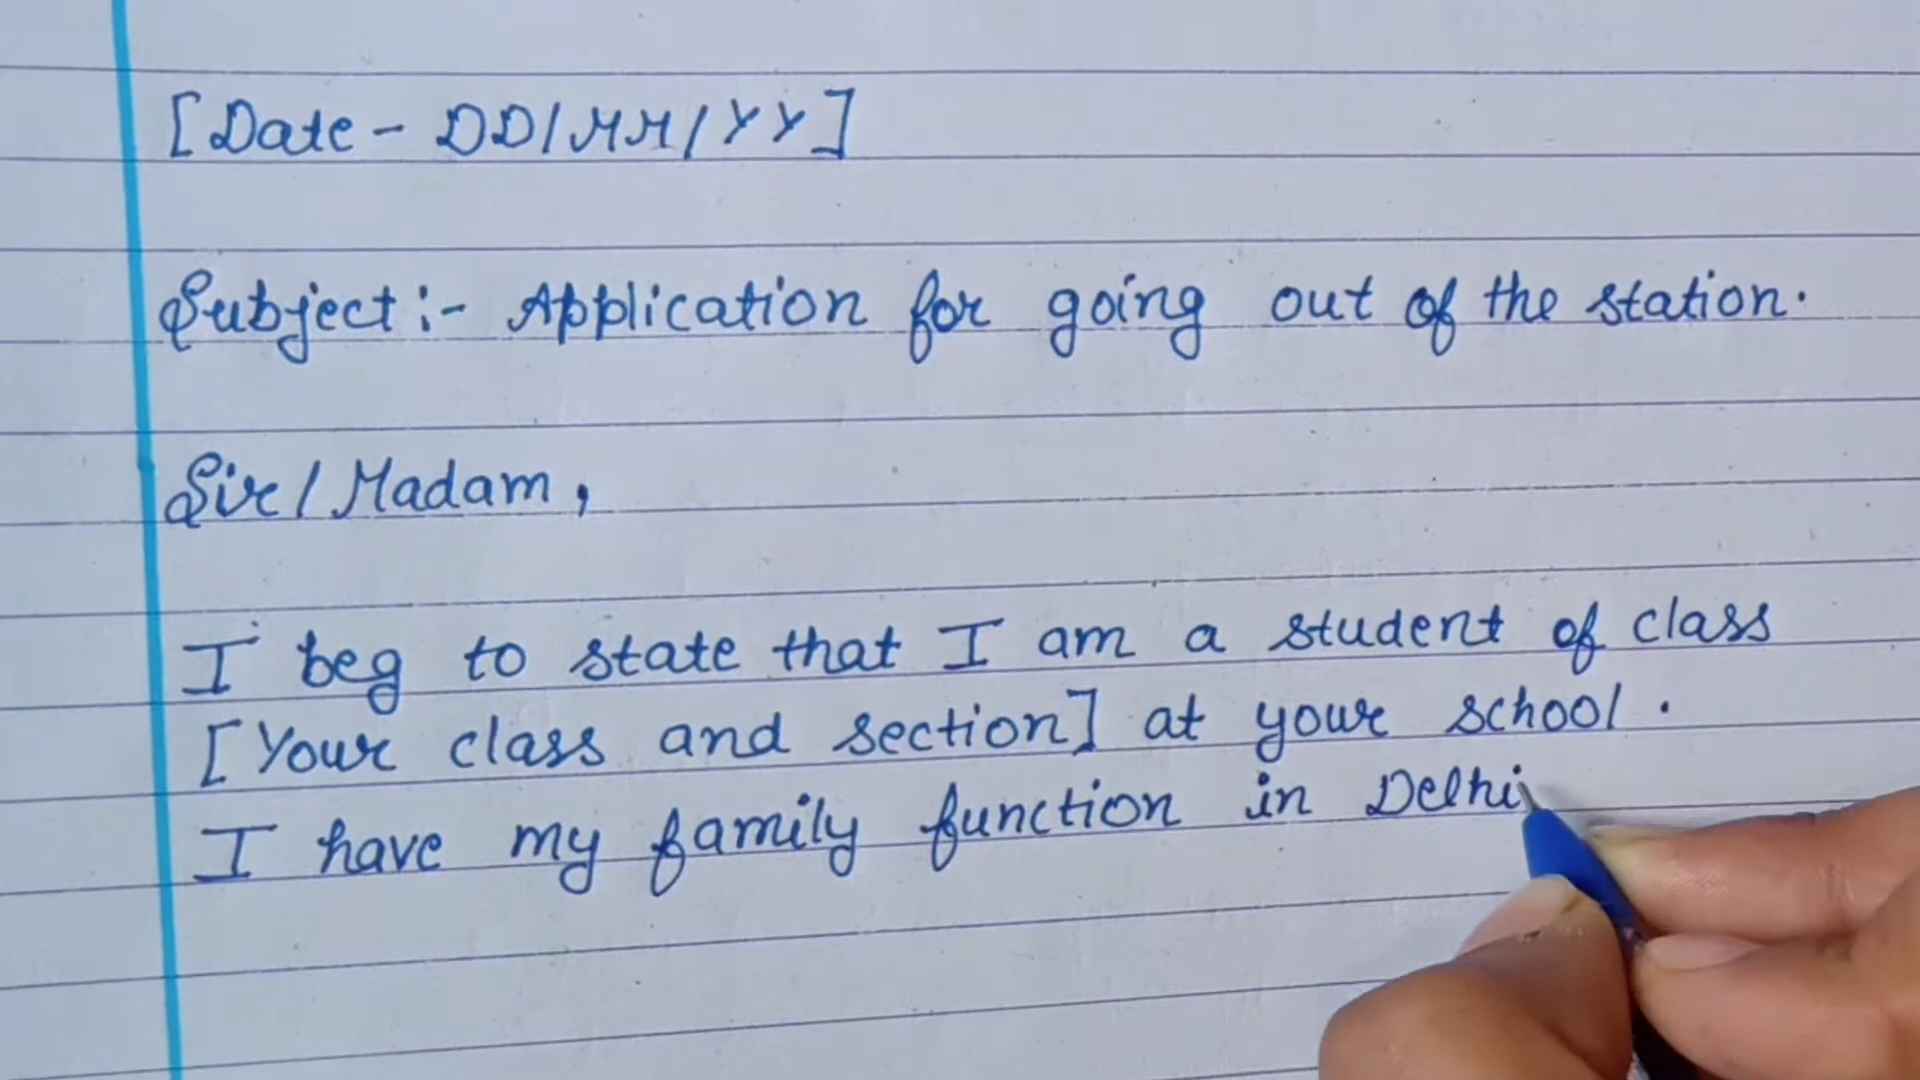 [Date - DD/MM/YY]
Subject:- Application for going out of the station.
Sir/Madam,
I beg to state that I am a student of class
[Your class and section] at your school.
I have my family function in Delhi